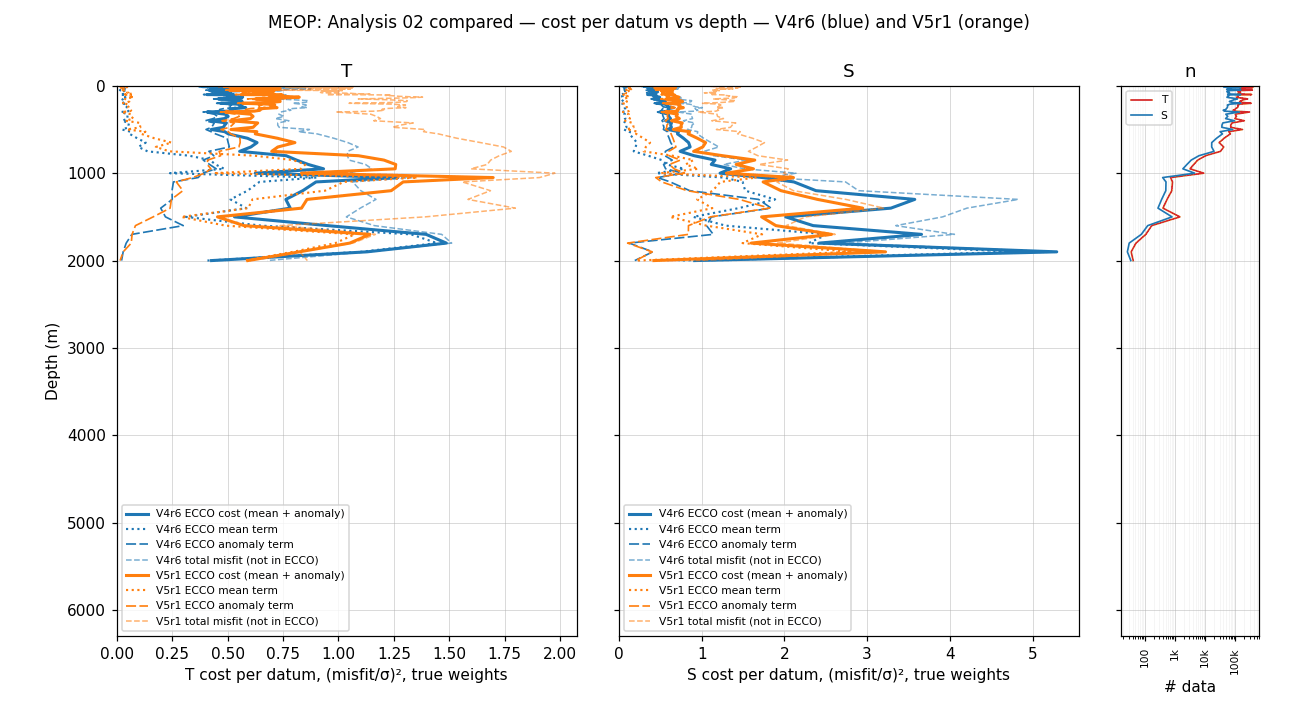 MEOP: Analysis 02 compared — cost per datum vs depth — V4r6 (blue) and V5r1 (orange)
T
S
n
0
1000
2000
3000
4000
5000
6000
Depth (m)
V4r6 ECCO cost (mean + anomaly)
V4r6 ECCO mean term
V4r6 ECCO anomaly term
V4r6 total misfit (not in ECCO)
V5r1 ECCO cost (mean + anomaly)
V5r1 ECCO mean term
V5r1 ECCO anomaly term
V5r1 total misfit (not in ECCO)
0.00 0.25 0.50 0.75 1.00 1.25 1.50 1.75 2.00
T cost per datum, (misfit/σ)², true weights
V4r6 ECCO cost (mean + anomaly)
V4r6 ECCO mean term
V4r6 ECCO anomaly term
V4r6 total misfit (not in ECCO)
V5r1 ECCO cost (mean + anomaly)
V5r1 ECCO mean term
V5r1 ECCO anomaly term
V5r1 total misfit (not in ECCO)
0 1 2 3 4 5
S cost per datum, (misfit/σ)², true weights
T
S
100 1k 10k 100k
# data